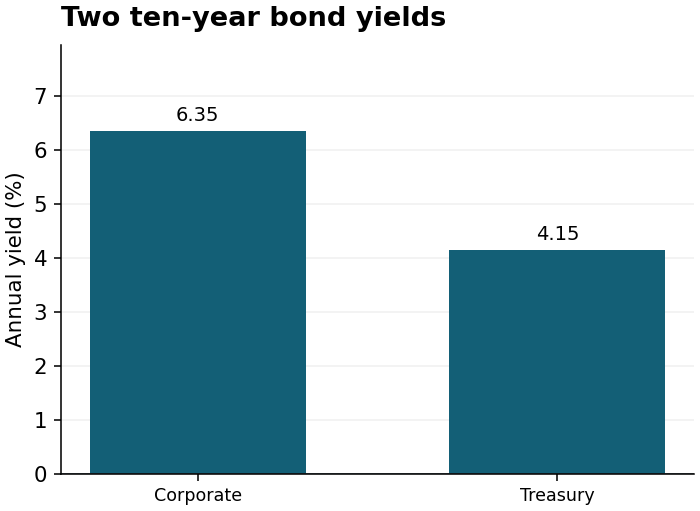 Two ten-year bond yields
Annual yield (%)
7
6
5
4
3
2
1
0
6.35
4.15
Corporate
Treasury